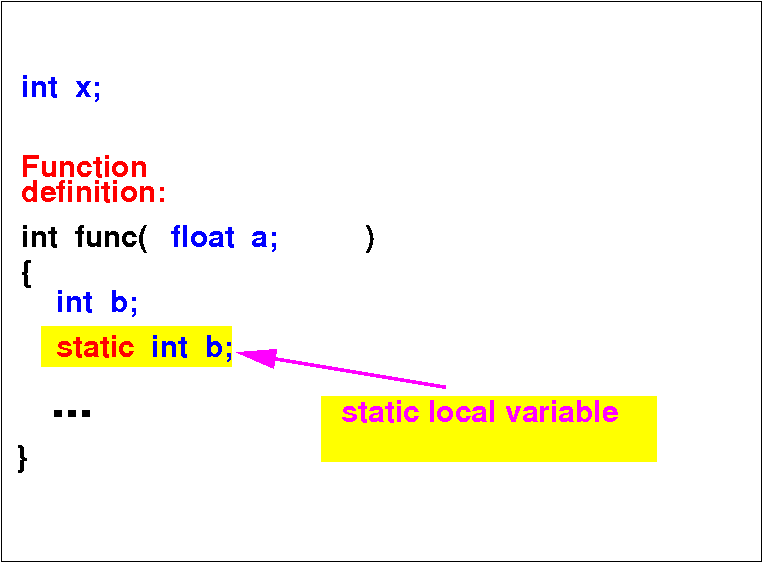 int x;
Function
definition:
int func( float a; )
{
int b;
static int b;
static local variable
...
}